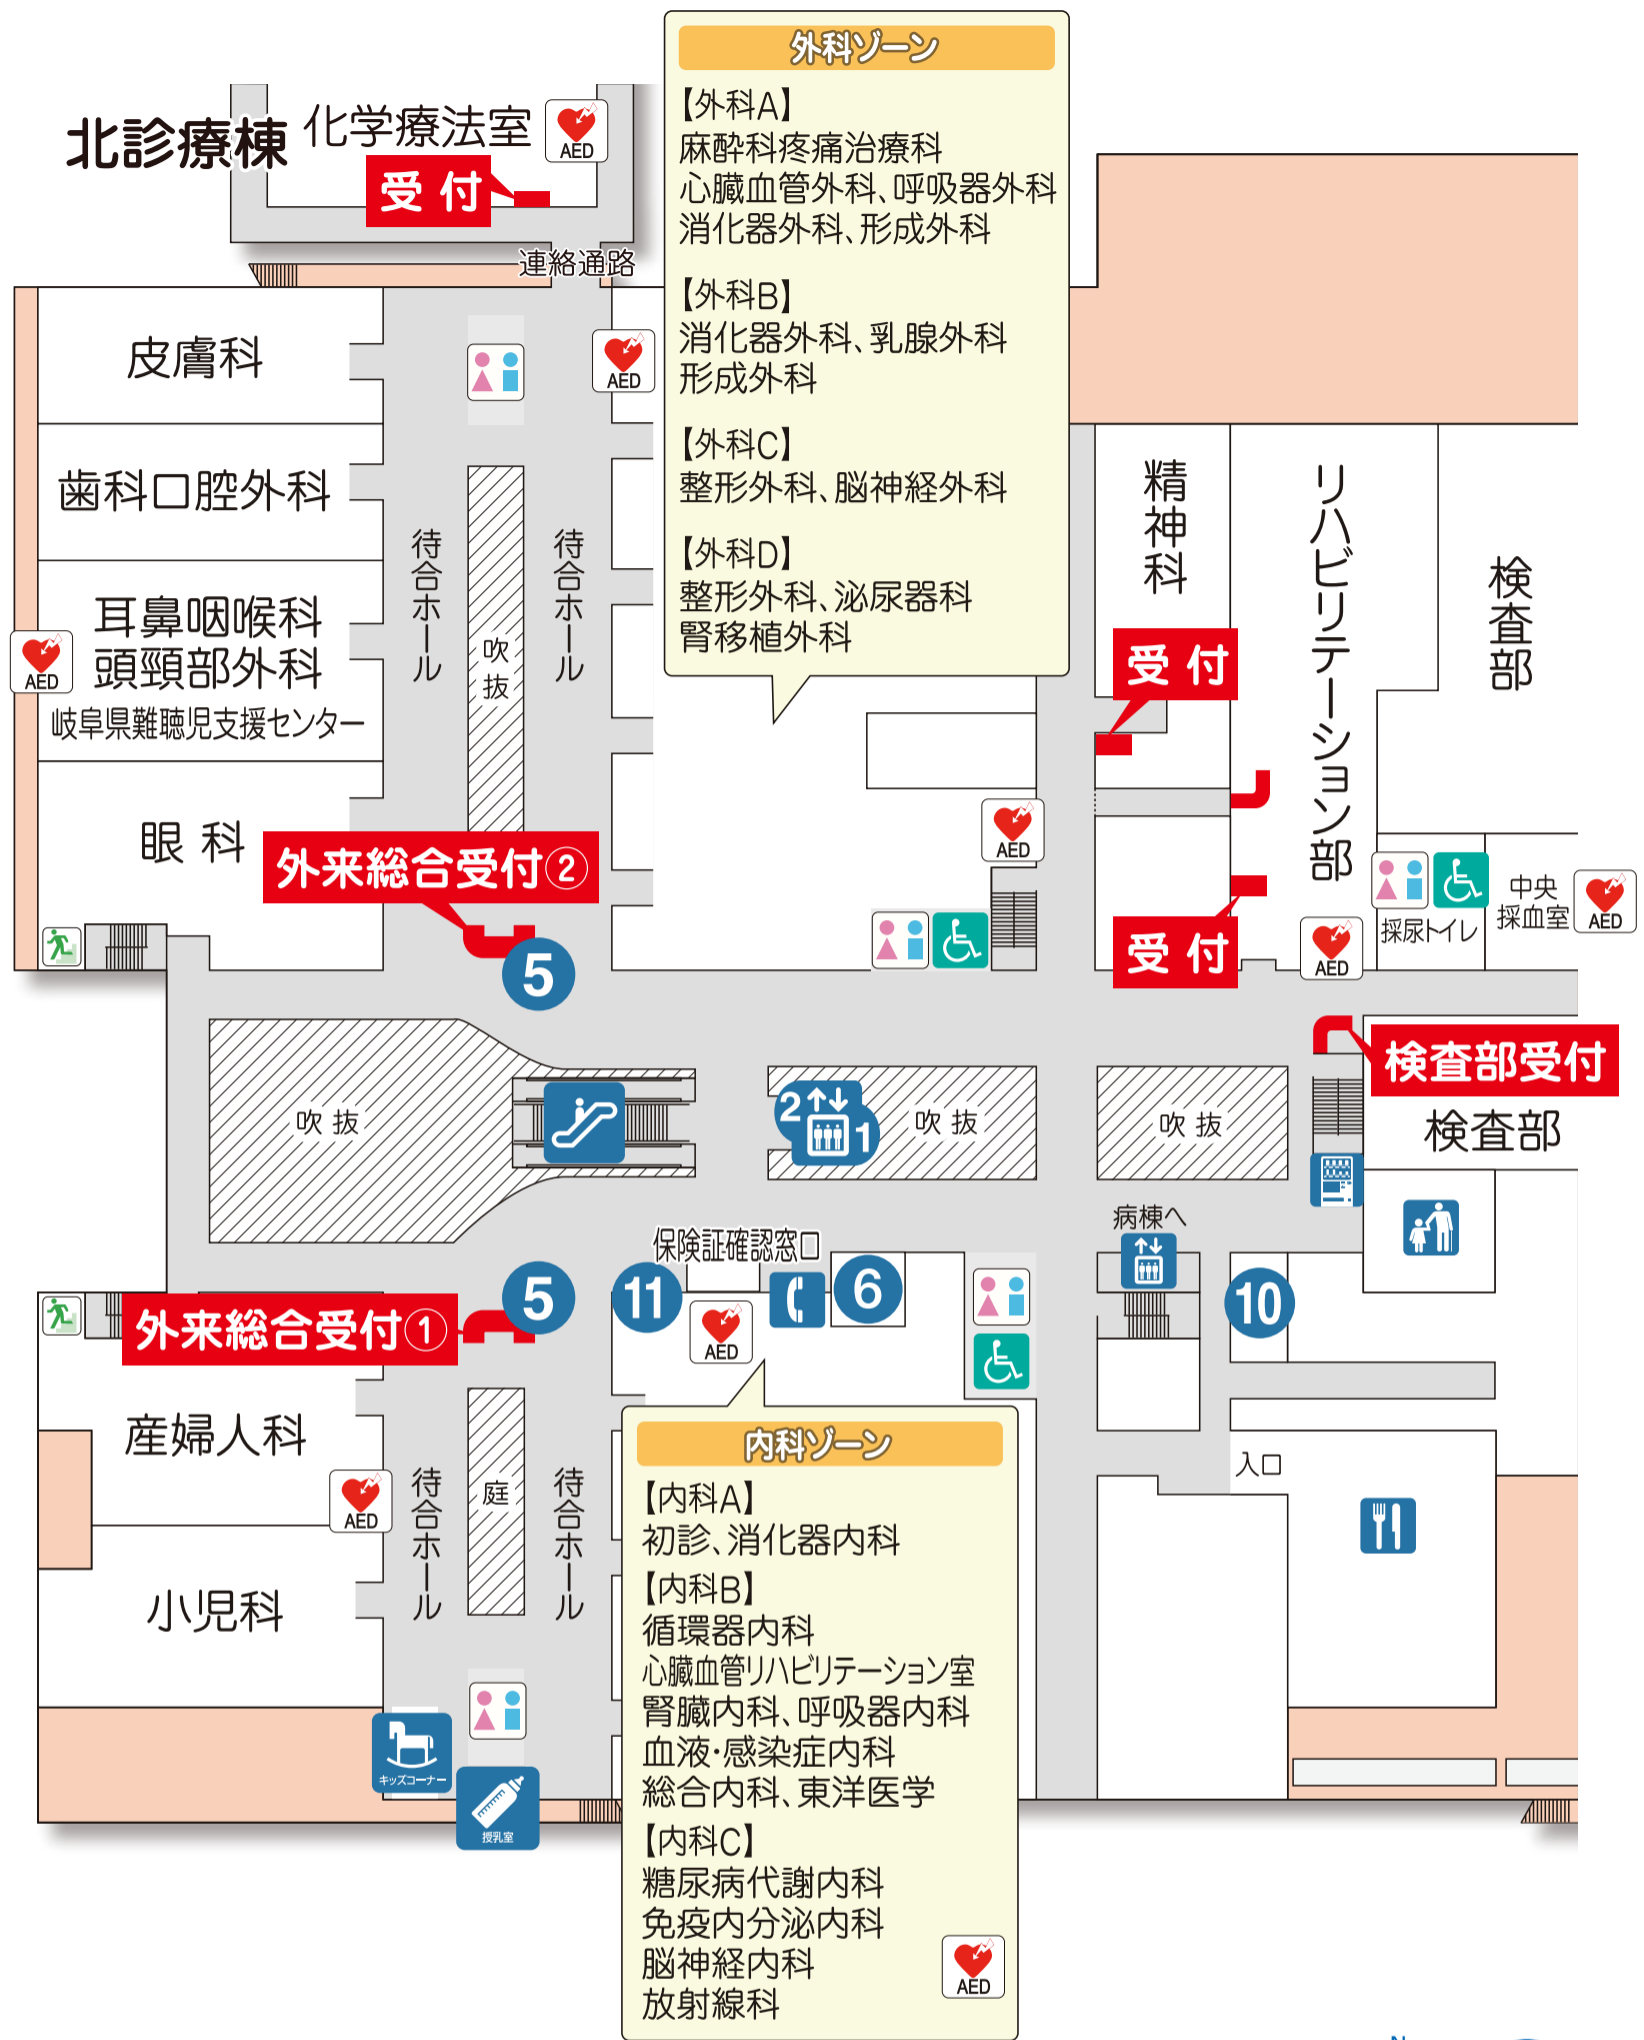 外科ゾーン
【外科A】
麻酔科疼痛治療科
心臓血管外科、呼吸器外科
消化器外科、形成外科
【外科B】
消化器外科、乳腺外科
形成外科
【外科C】
整形外科、脳神経外科
【外科D】
整形外科、泌尿器科
腎移植外科
北診療棟
化学療法室
AED
受付
連絡通路
皮膚科
AED
歯科口腔外科
待合ホール
待合ホール
吹抜
耳鼻咽喉科
頭頸部外科
岐阜県難聴児支援センター
AED
眼科
外来総合受付②
5
精神科
リハビリテーション部
検査部
受付
AED
受付
AED
採尿トイレ
中央
採血室
AED
検査部受付
検査部
吹抜
2
1
吹抜
吹抜
病棟へ
保険証確認窓口
5
11
6
10
AED
外来総合受付①
産婦人科
AED
小児科
待合ホール
庭
待合ホール
キッズコーナー
授乳室
入口
内科ゾーン
【内科A】
初診、消化器内科
【内科B】
循環器内科
心臓血管リハビリテーション室
腎臓内科、呼吸器内科
血液・感染症内科
総合内科、東洋医学
【内科C】
糖尿病代謝内科
免疫内分泌内科
脳神経内科
放射線科
AED
N